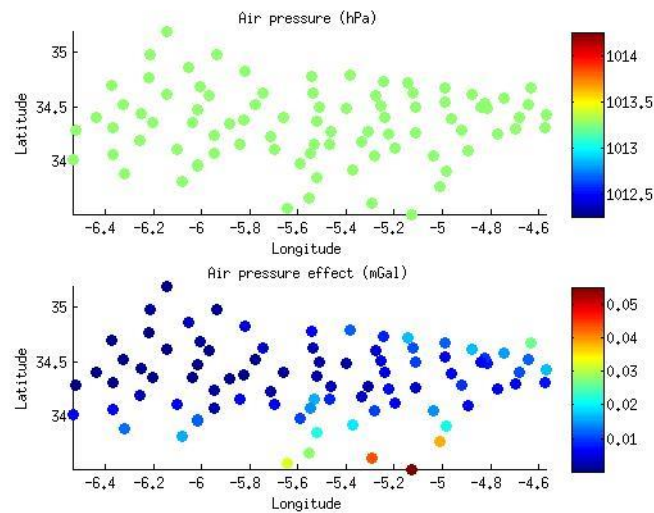 Air pressure (hPa)
35
34.5
34
Latitude
-6.4 -6.2 -6 -5.8 -5.6 -5.4 -5.2 -5 -4.8 -4.6
Longitude
1014
1013.5
1013
1012.5
Air pressure effect (mGal)
35
34.5
34
Latitude
-6.4 -6.2 -6 -5.8 -5.6 -5.4 -5.2 -5 -4.8 -4.6
Longitude
0.05
0.04
0.03
0.02
0.01